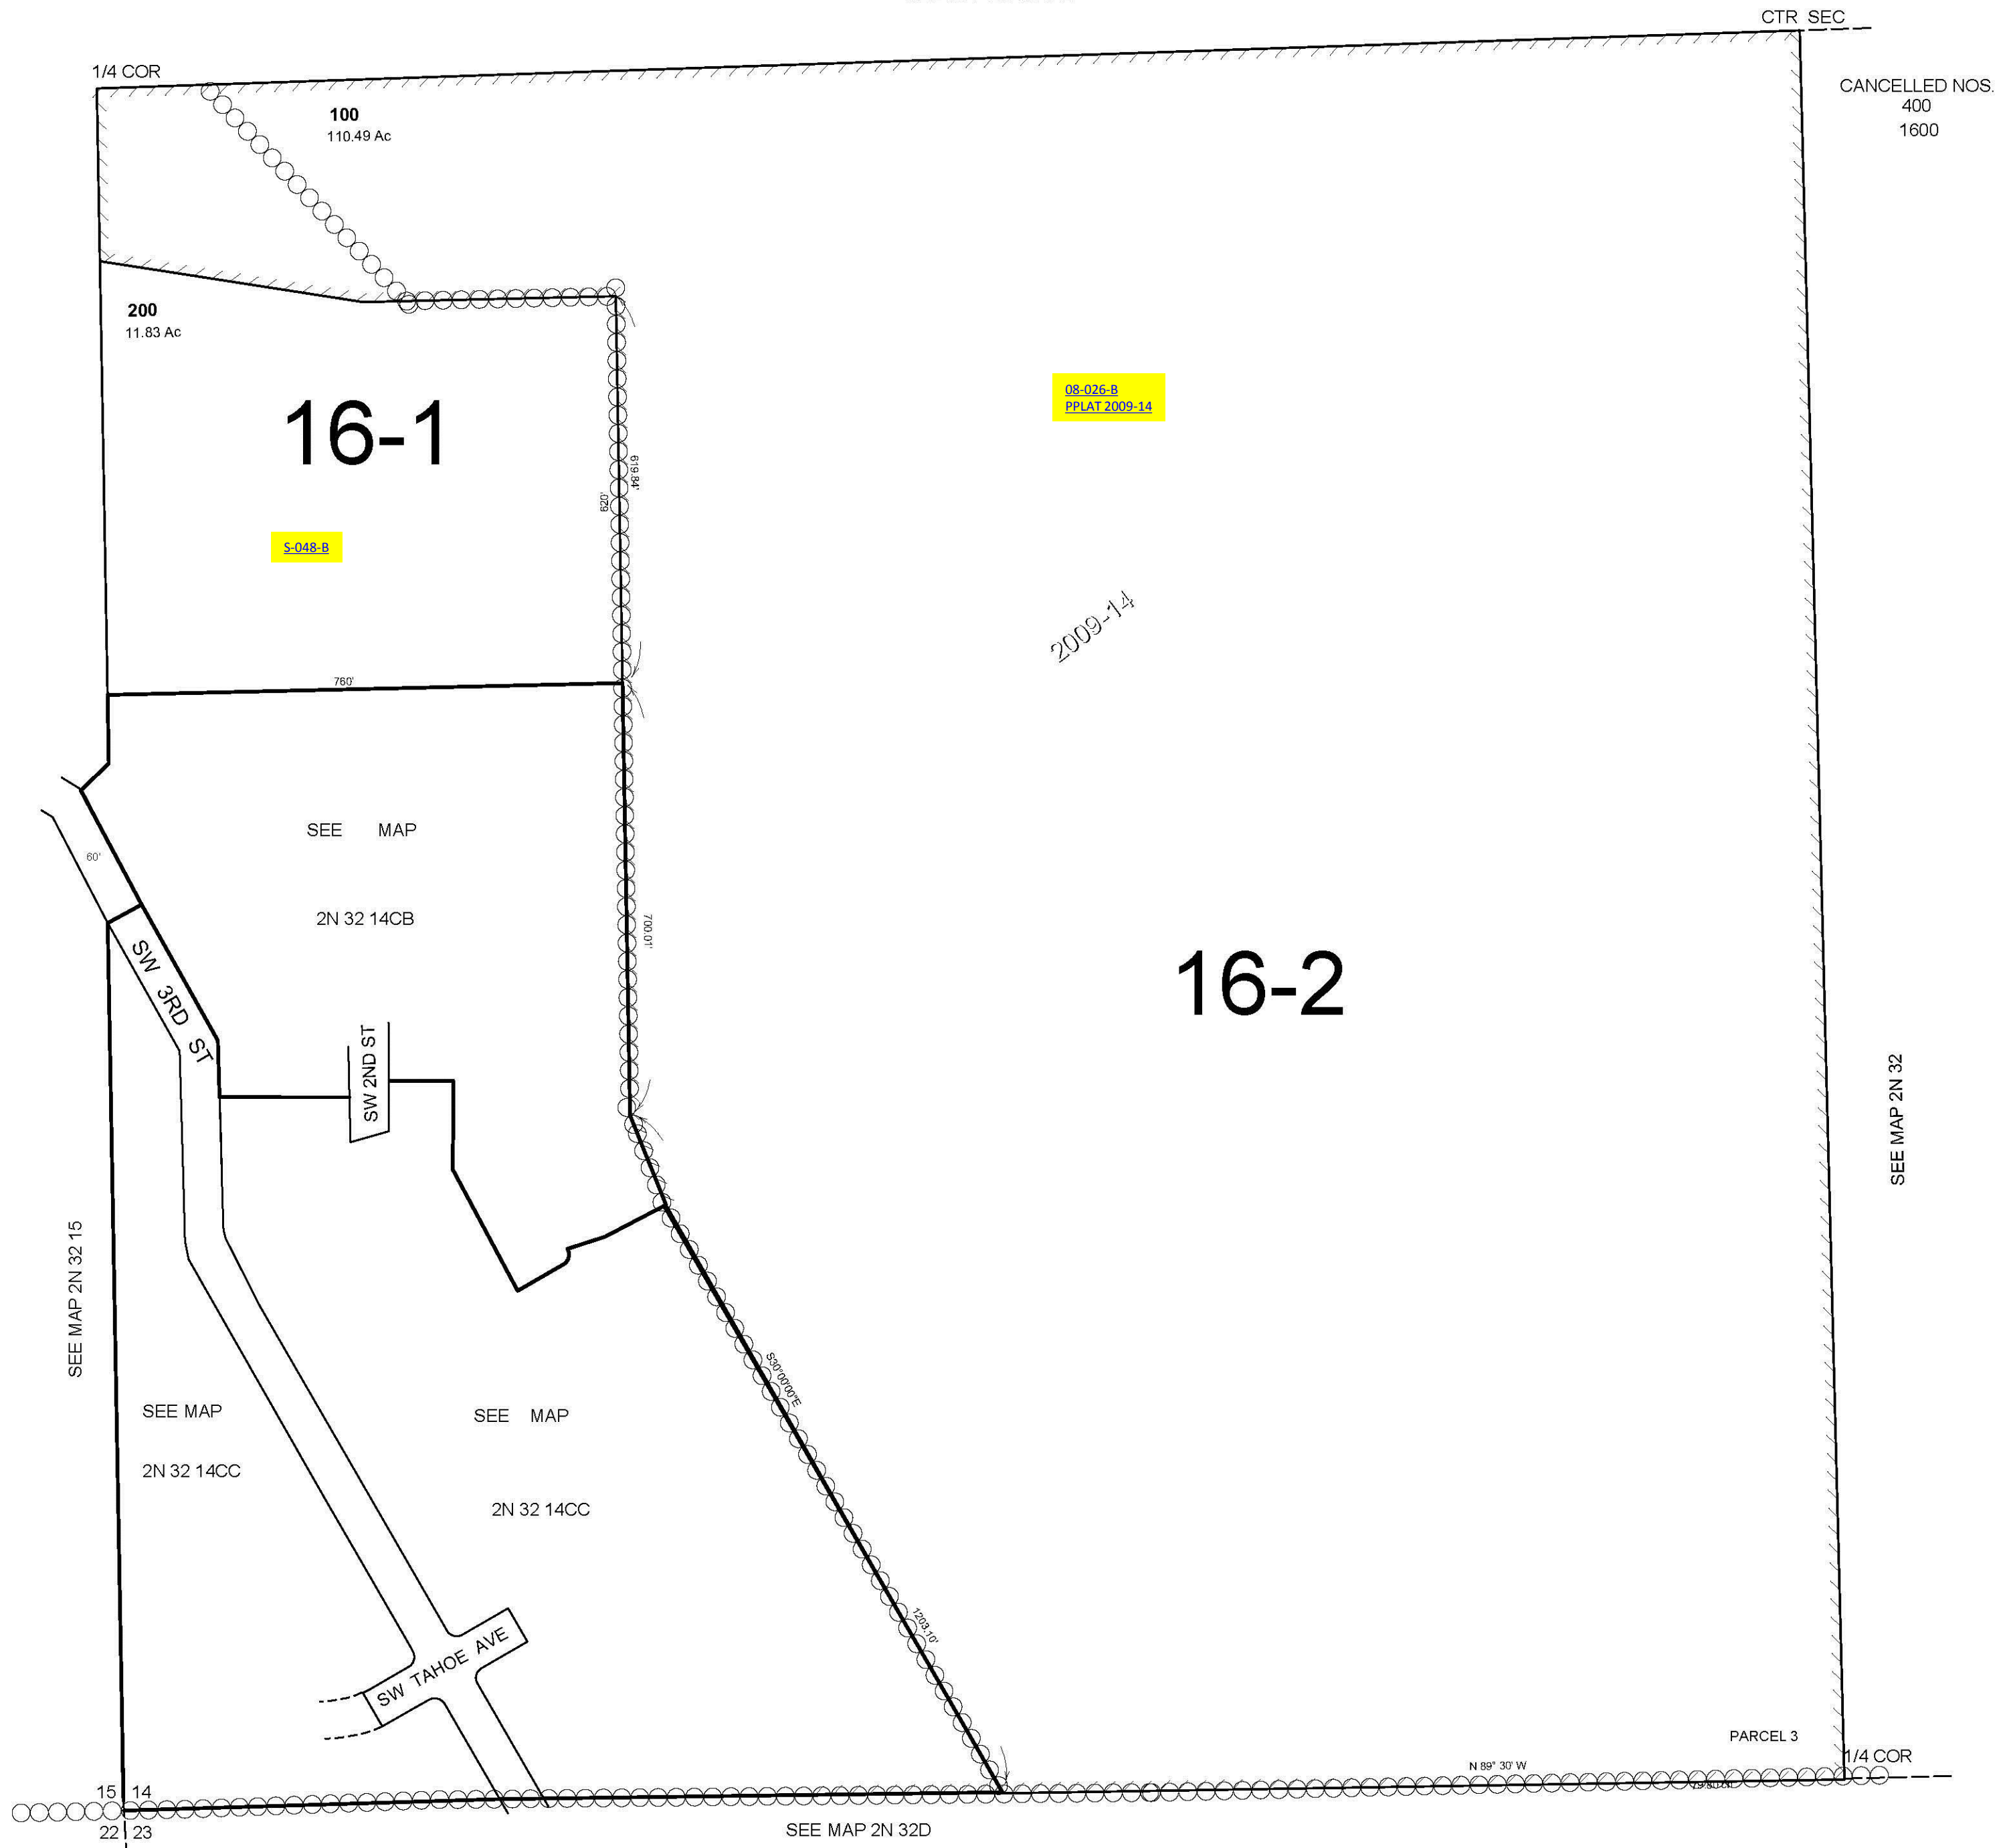 CTR SEC
1/4 COR
CANCELLED NOS.
400
1600
100
110.49 Ac
200
11.83 Ac
16-1
08-026-B
PPLAT 2009-14
619.84'
620'
S-048-B
2009-14
760'
SEE MAP
2N 32 14CB
60'
700.01'
SW 3RD ST
SW 2ND ST
16-2
SEE MAP 2N 32
SEE MAP 2N 32 15
S30°00'00"E
SEE MAP
2N 32 14CC
SEE MAP
2N 32 14CC
1203.10'
SW TAHOE AVE
PARCEL 3
1/4 COR
N 89° 30' W
15 14
22 23
SEE MAP 2N 32D